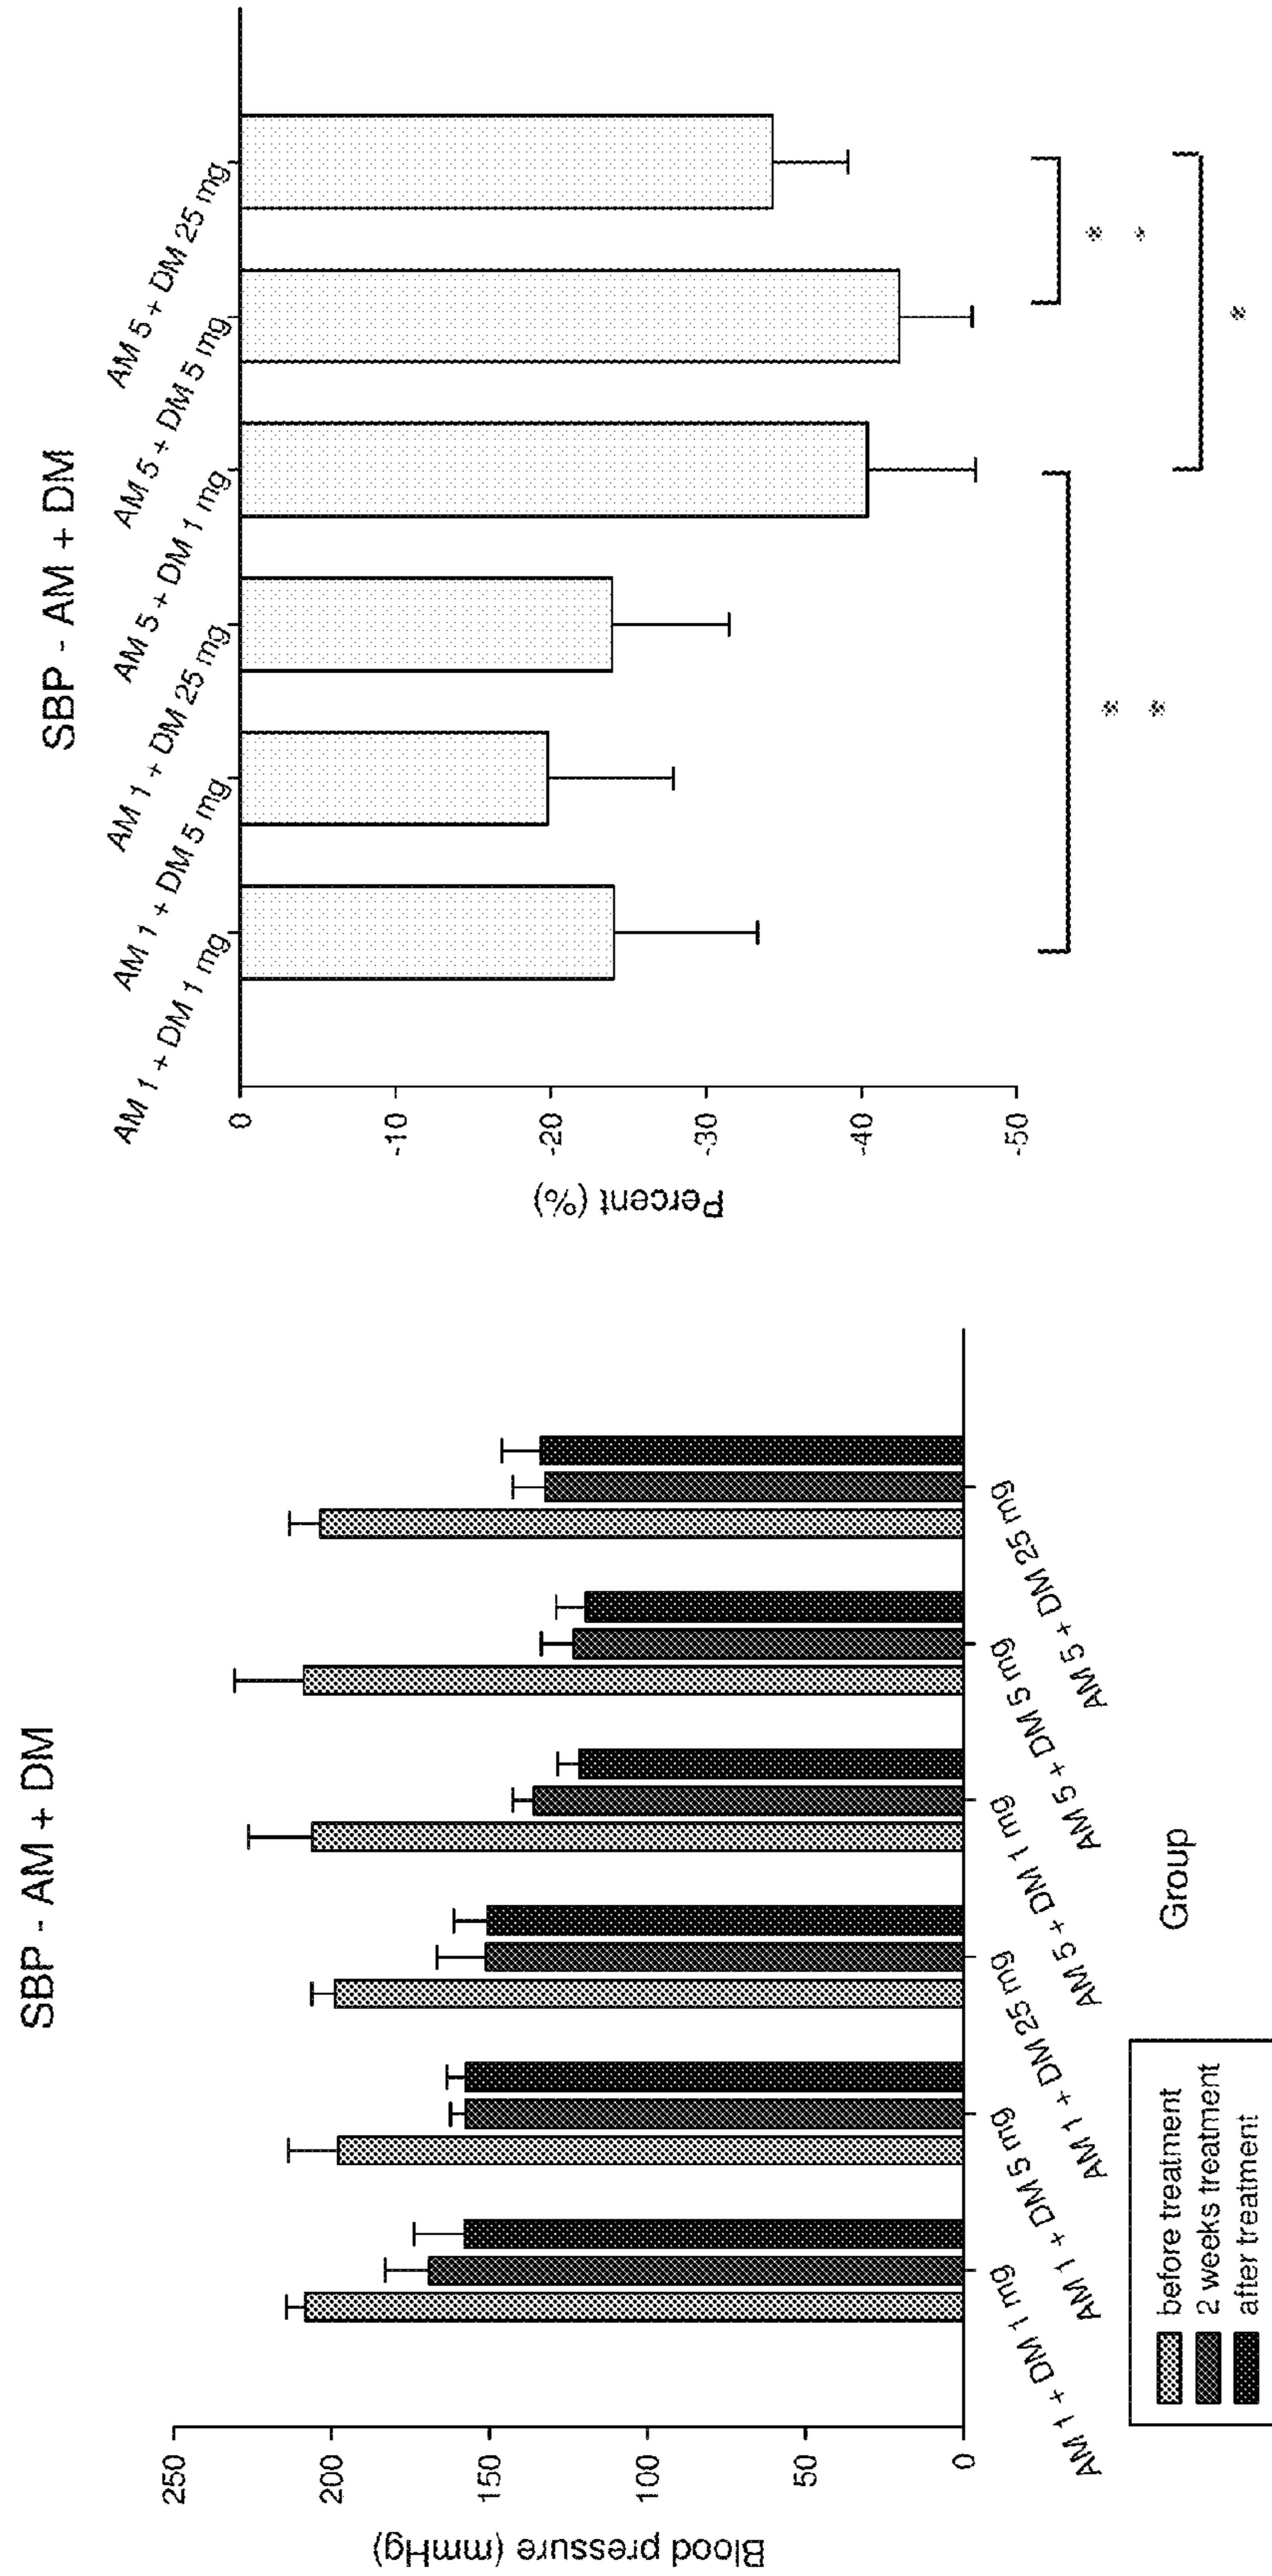 SBP - AM + DM
Blood pressure (mmHg)
250
200
150
100
50
0
AM 1 + DM 1 mg
AM 1 + DM 5 mg
AM 1 + DM 25 mg
AM 5 + DM 1 mg
AM 5 + DM 5 mg
AM 5 + DM 25 mg
Group
before treatment
2 weeks treatment
after treatment
SBP - AM + DM
AM 1 + DM 1 mg
AM 1 + DM 5 mg
AM 1 + DM 25 mg
AM 5 + DM 1 mg
AM 5 + DM 5 mg
AM 5 + DM 25 mg
Percent (%)
0
-10
-20
-30
-40
-50
*
*
*
*
*